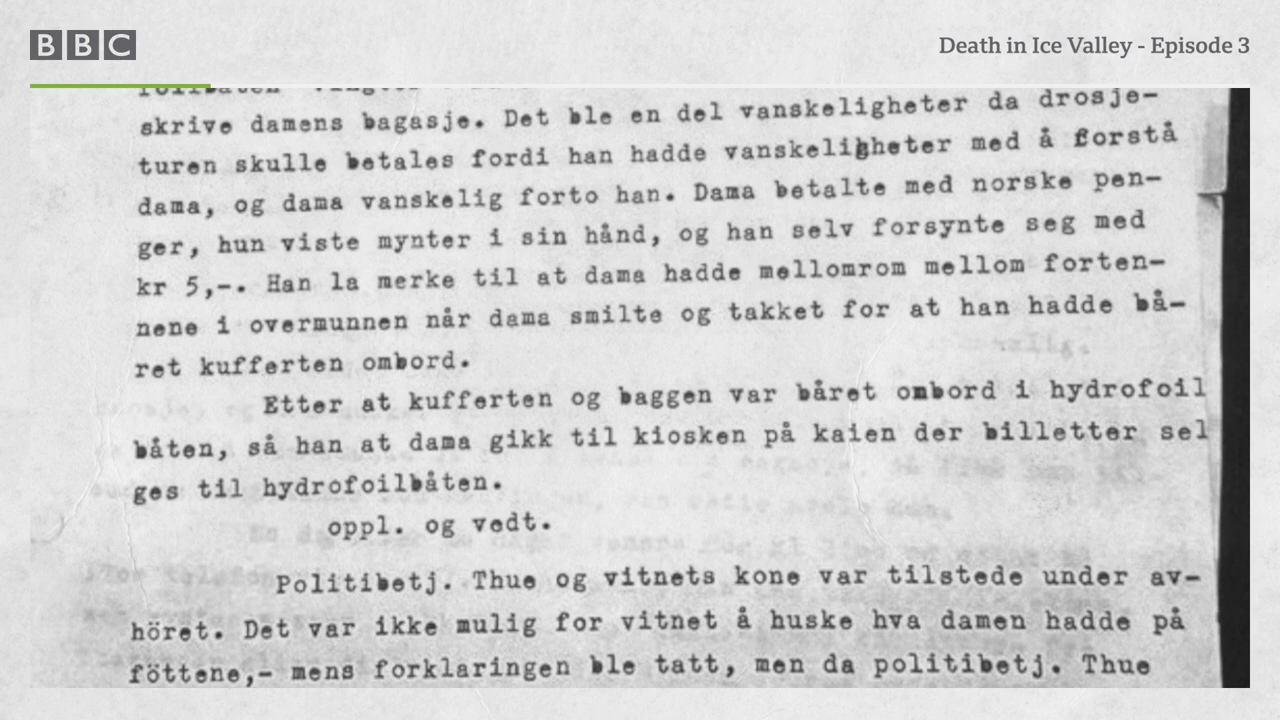 BBC
Death in Ice Valley - Episode 3
skrive damens bagasje. Det ble en del vanskeligheter da drosje-
turen skulle betales fordi han hadde vanskeligheter med å forstå
dama, og dama vanskelig forto han. Dama betalte med norske pen-
ger, hun viste mynter i sin hånd, og han selv forsynte seg med
kr 5,-. Han la merke til at dama hadde mellomrom mellom forten-
nene i overmunnen når dama smilte og takket for at han hadde bå-
ret kufferten ombord.
Etter at kufferten og baggen var båret ombord i hydrofoil
båten, så han at dama gikk til kiosken på kaien der billetter sel
ges til hydrofoilbåten.
oppl. og vedt.
Politibetj. Thue og vitnets kone var tilstede under av-
höret. Det var ikke mulig for vitnet å huske hva damen hadde på
föttene,- mens forklaringen ble tatt, men da politibetj. Thue